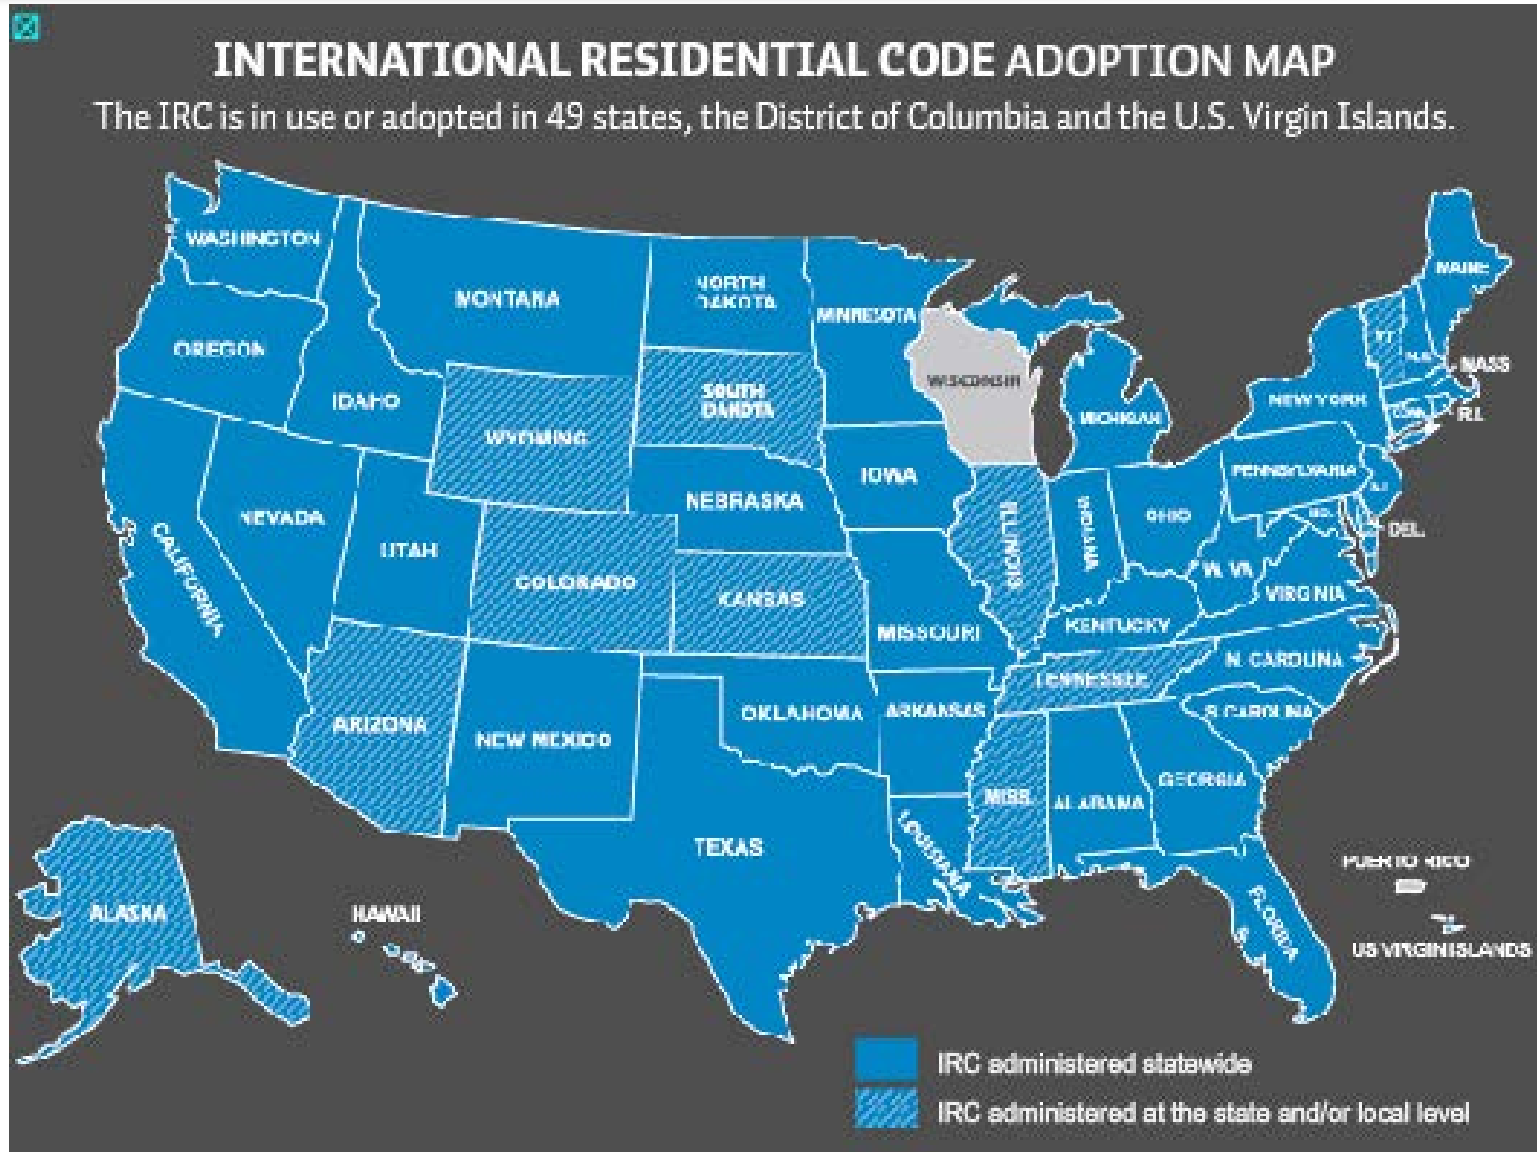 INTERNATIONAL RESIDENTIAL CODE ADOPTION MAP
The IRC is in use or adopted in 49 states, the District of Columbia and the U.S. Virgin Islands.
WASHINGTON
MONTANA
NORTH
DAKOTA
MINNESOTA
MAINE
OREGON
IDAHO
WYOMING
SOUTH
DAKOTA
WISCONSIN
MICHIGAN
NEW YORK
VT
N.H.
MASS
CONN
R.I.
NEVADA
UTAH
NEBRASKA
IOWA
ILLINOIS
INDIANA
OHIO
PENNSYLVANIA
N.J.
MD.
DEL.
CALIFORNIA
COLORADO
KANSAS
MISSOURI
KENTUCKY
W. VA
VIRGINIA
ARIZONA
NEW MEXICO
OKLAHOMA
ARKANSAS
TENNESSEE
N. CAROLINA
S. CAROLINA
TEXAS
LOUISIANA
MISS.
ALABAMA
GEORGIA
FLORIDA
ALASKA
HAWAII
PUERTO RICO
US VIRGIN ISLANDS
IRC administered statewide
IRC administered at the state and/or local level